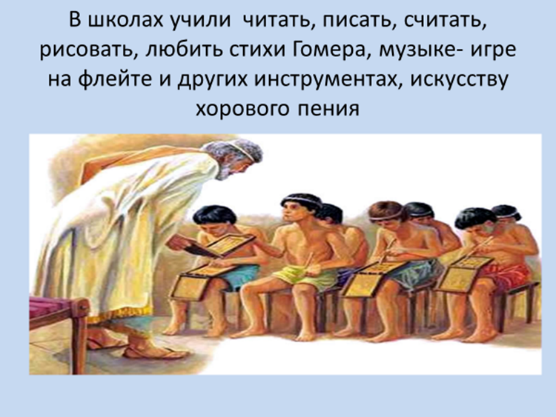 В школах учили  читать, писать, считать,
рисовать, любить стихи Гомера, музыке- игре
на флейте и других инструментах, искусству
хорового пения